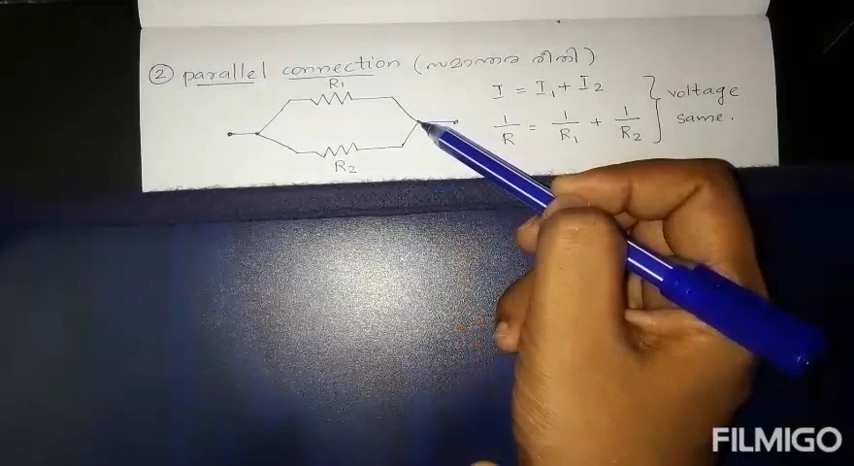 ② parallel connection (സമാന്തര രീതി)
R₁
I = I₁ + I₂
voltage
1/R = 1/R₁ + 1/R₂
same.
R₂
FILMIGO